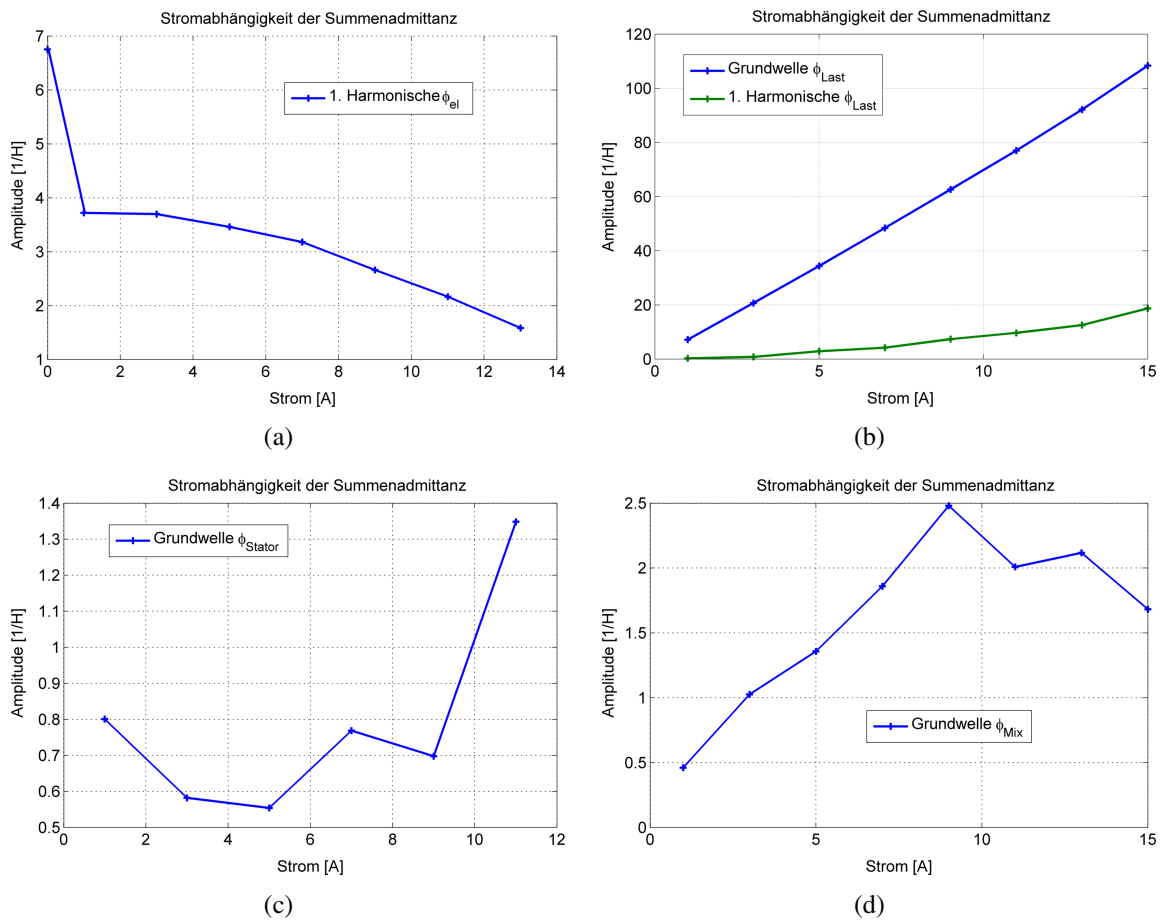 Stromabhängigkeit der Summenadmittanz
7
6
5
4
3
2
1
Amplitude [1/H]
1. Harmonische ϕel
0 2 4 6 8 10 12 14
Strom [A]
(a)
Stromabhängigkeit der Summenadmittanz
120
100
80
60
40
20
0
Amplitude [1/H]
Grundwelle ϕLast
1. Harmonische ϕLast
0 5 10 15
Strom [A]
(b)
Stromabhängigkeit der Summenadmittanz
1.4
1.3
1.2
1.1
1
0.9
0.8
0.7
0.6
0.5
Amplitude [1/H]
Grundwelle ϕStator
0 2 4 6 8 10 12
Strom [A]
(c)
Stromabhängigkeit der Summenadmittanz
2.5
2
1.5
1
0.5
0
Amplitude [1/H]
Grundwelle ϕMix
0 5 10 15
Strom [A]
(d)